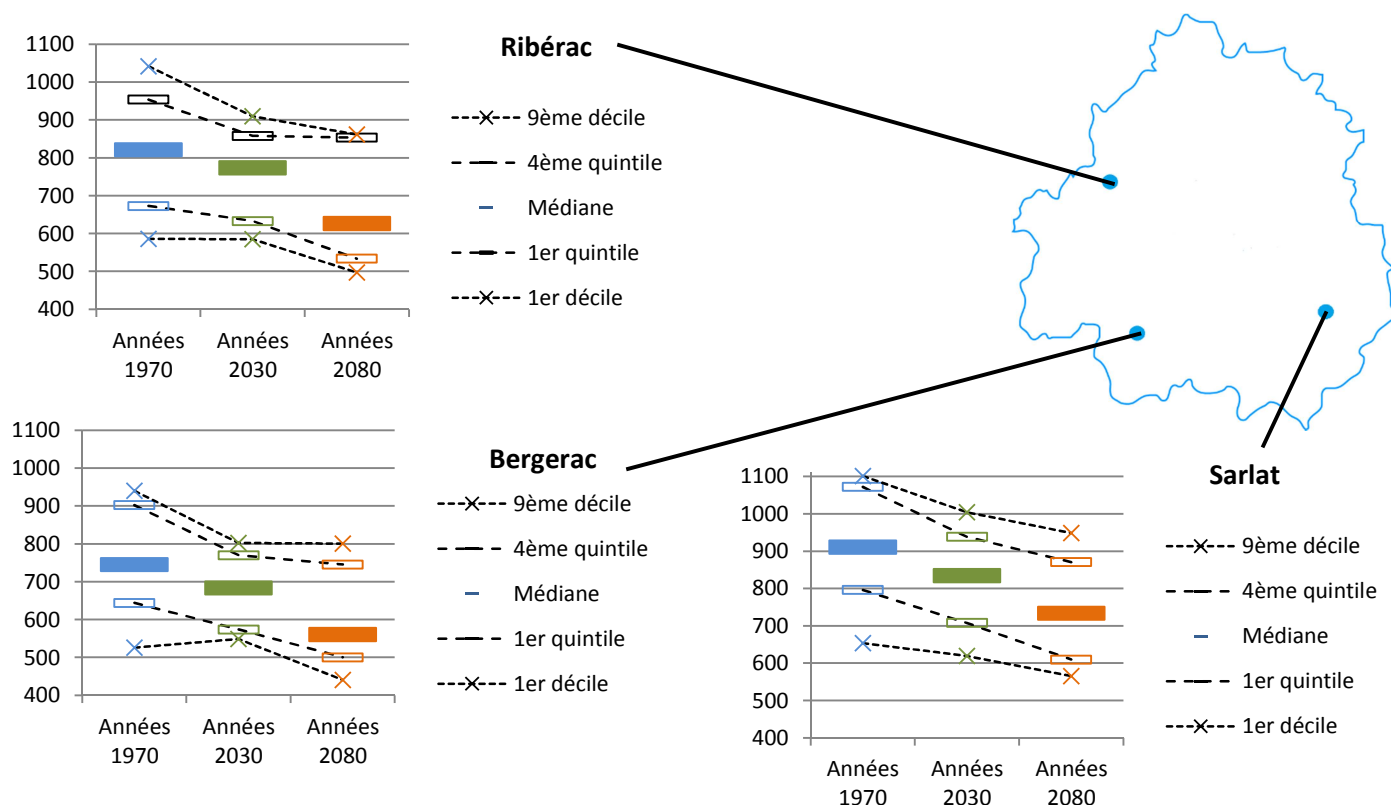 Ribérac
1100
1000
900
800
700
600
500
400
Années 1970
Années 2030
Années 2080
9ème décile
4ème quintile
Médiane
1er quintile
1er décile
Bergerac
1100
1000
900
800
700
600
500
400
Années 1970
Années 2030
Années 2080
9ème décile
4ème quintile
Médiane
1er quintile
1er décile
Sarlat
1100
1000
900
800
700
600
500
400
Années 1970
Années 2030
Années 2080
9ème décile
4ème quintile
Médiane
1er quintile
1er décile